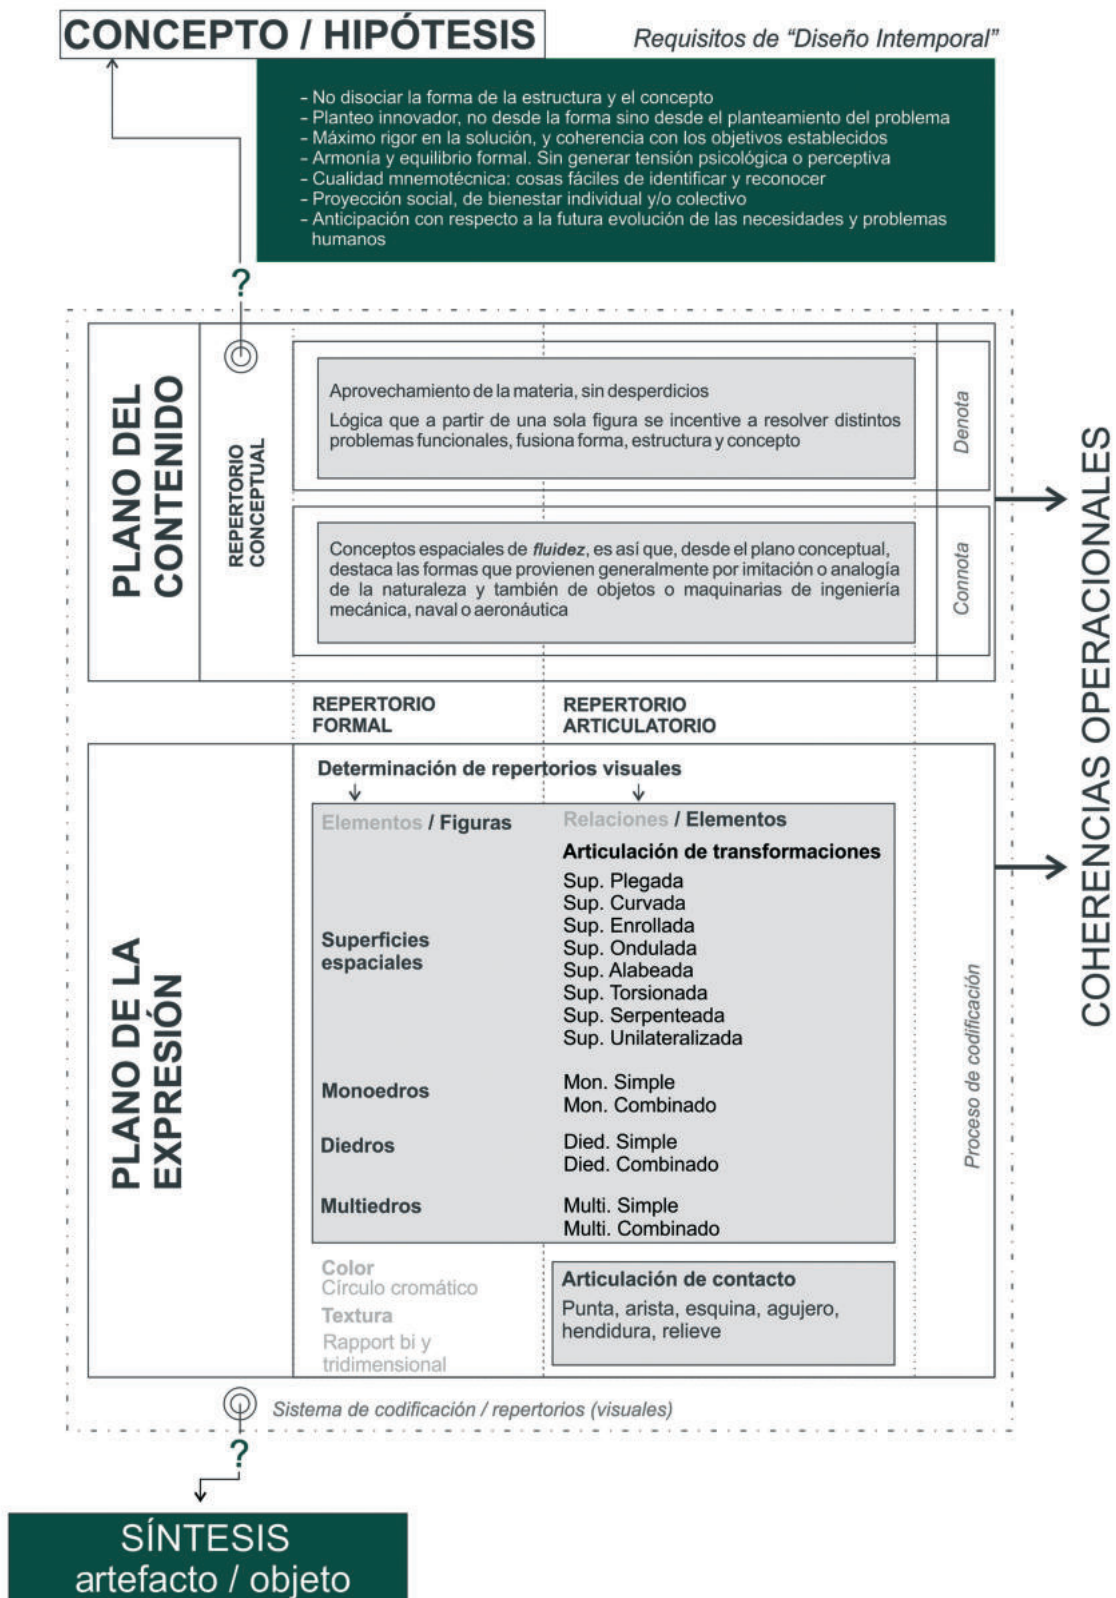 CONCEPTO / HIPÓTESIS
Requisitos de “Diseño Intemporal”
- No disociar la forma de la estructura y el concepto
- Planteo innovador, no desde la forma sino desde el planteamiento del problema
- Máximo rigor en la solución, y coherencia con los objetivos establecidos
- Armonía y equilibrio formal. Sin generar tensión psicológica o perceptiva
- Cualidad mnemotécnica: cosas fáciles de identificar y reconocer
- Proyección social, de bienestar individual y/o colectivo
- Anticipación con respecto a la futura evolución de las necesidades y problemas
humanos
?
PLANO DEL
CONTENIDO
REPERTORIO
CONCEPTUAL
Aprovechamiento de la materia, sin desperdicios
Lógica que a partir de una sola figura se incentive a resolver distintos
problemas funcionales, fusiona forma, estructura y concepto
Denota
Conceptos espaciales de fluidez, es así que, desde el plano conceptual,
destaca las formas que provienen generalmente por imitación o analogía
de la naturaleza y también de objetos o maquinarias de ingeniería
mecánica, naval o aeronáutica
Connota
COHERENCIAS OPERACIONALES
REPERTORIO
FORMAL
REPERTORIO
ARTICULATORIO
PLANO DE LA
EXPRESIÓN
Determinación de repertorios visuales
Elementos / Figuras
Relaciones / Elementos
Articulación de transformaciones
Superficies
espaciales
Sup. Plegada
Sup. Curvada
Sup. Enrollada
Sup. Ondulada
Sup. Alabeada
Sup. Torsionada
Sup. Serpenteada
Sup. Unilateralizada
Monoedros
Mon. Simple
Mon. Combinado
Diedros
Died. Simple
Died. Combinado
Multiedros
Multi. Simple
Multi. Combinado
Color
Círculo cromático
Textura
Rapport bi y
tridimensional
Articulación de contacto
Punta, arista, esquina, agujero,
hendidura, relieve
Proceso de codificación
Sistema de codificación / repertorios (visuales)
?
SÍNTESIS
artefacto / objeto